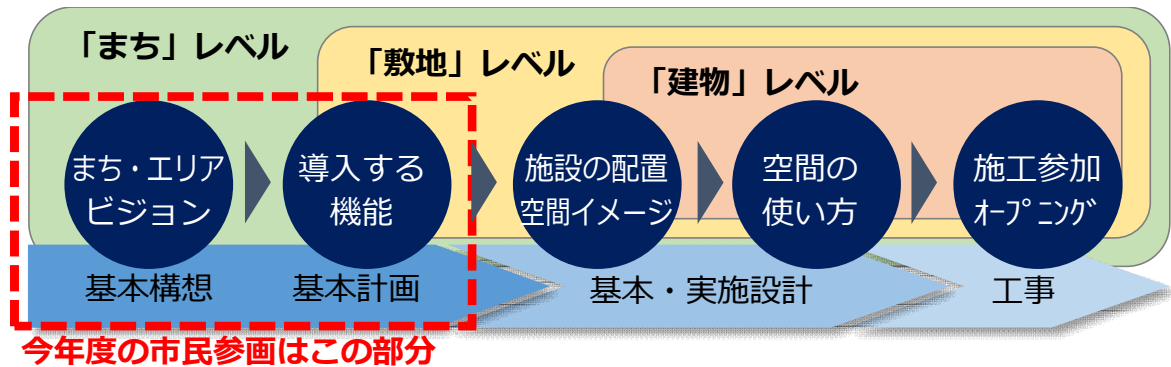 「まち」レベル
「敷地」レベル
「建物」レベル
まち・エリア
ビジョン
導入する
機能
施設の配置
空間イメージ
空間の
使い方
施工参加
ｵｰﾌﾟﾆﾝｸﾞ
基本構想
基本計画
基本・実施設計
工事
今年度の市民参画はこの部分